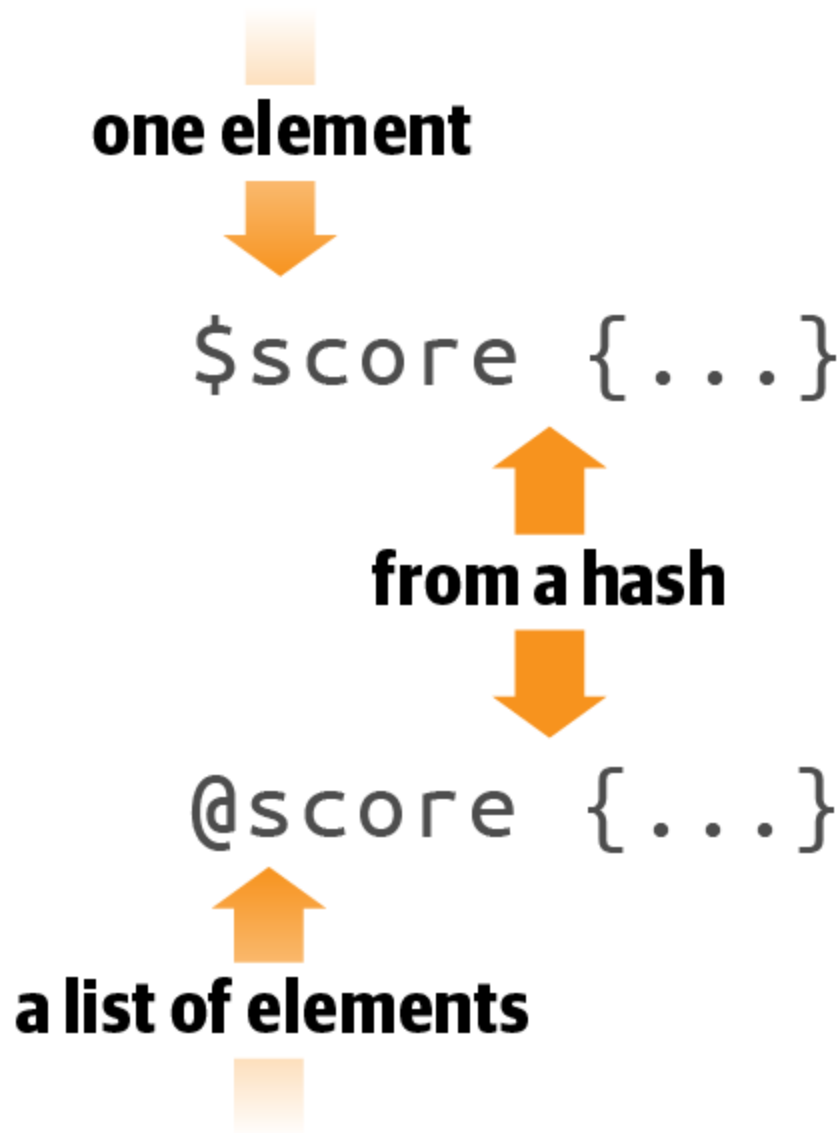 one element
$score {...}
from a hash
@score {...}
a list of elements